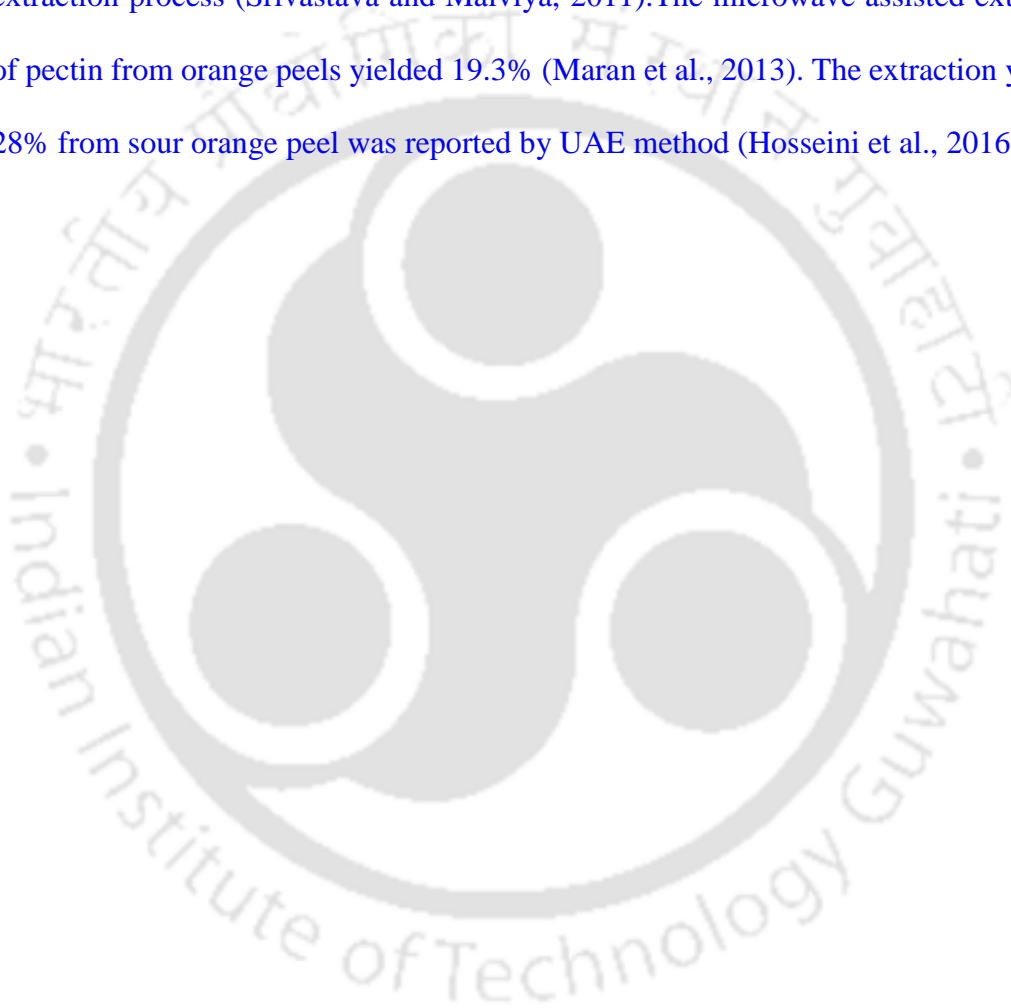 extraction process (Srivastava and Malviya, 2011).The microwave assisted
of pectin from orange peels yielded 19.3% (Maran et al., 2013). The extraction
28% from sour orange peel was reported by UAE method (Hosseini et al., 2016
भारतीय प्रौद्योगिकी संस्थान गुवाहाटी
Indian Institute of Technology Guwahati